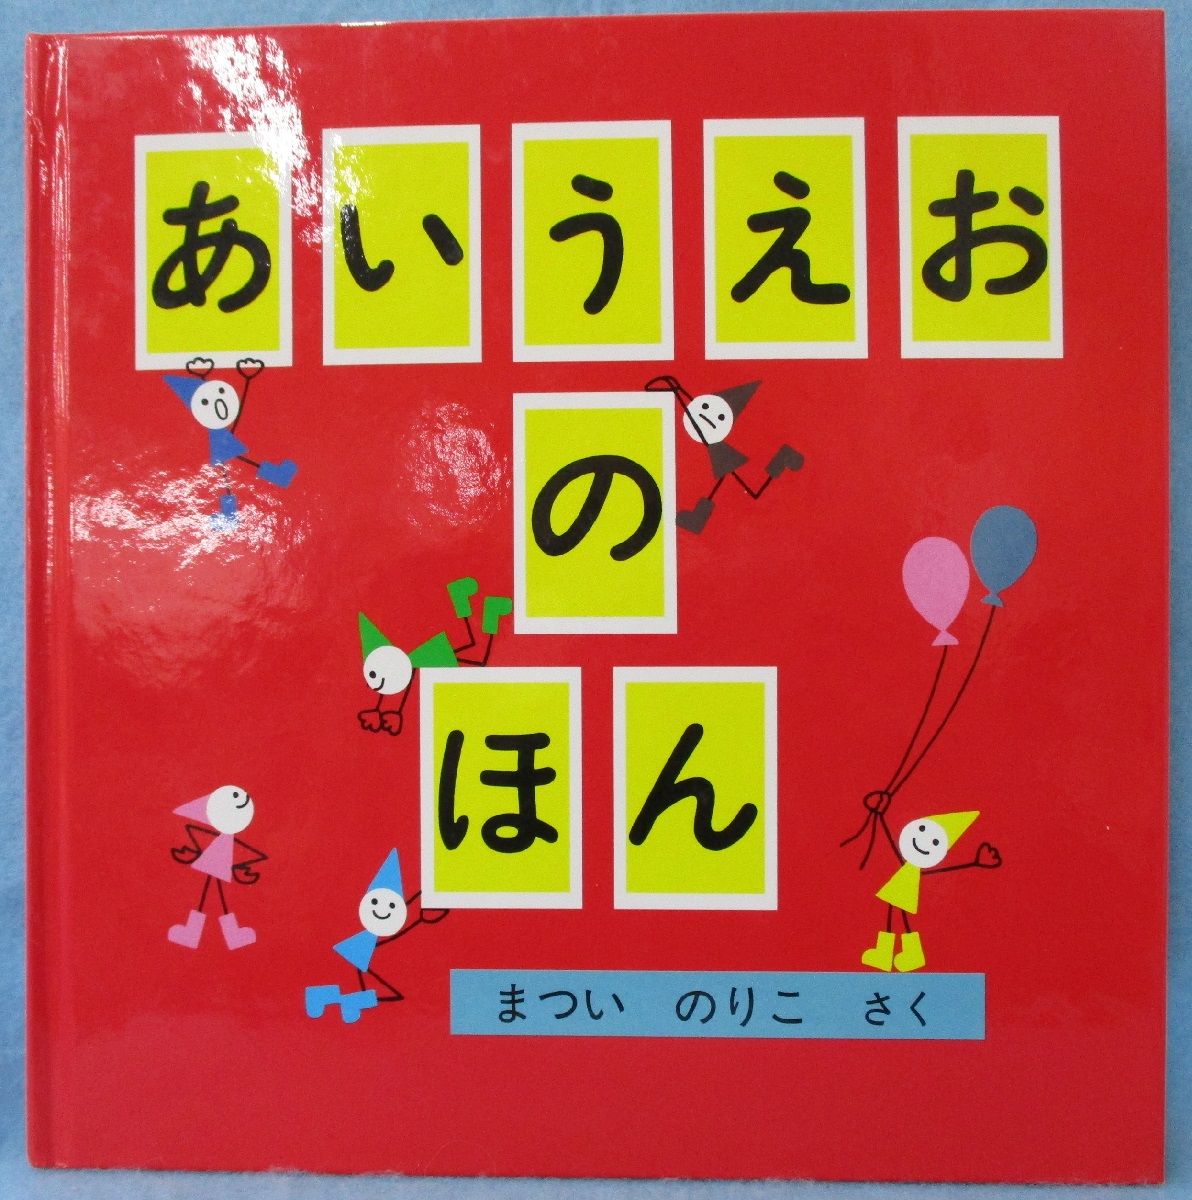 あいうえお
の
ほん
まつい のりこ さく